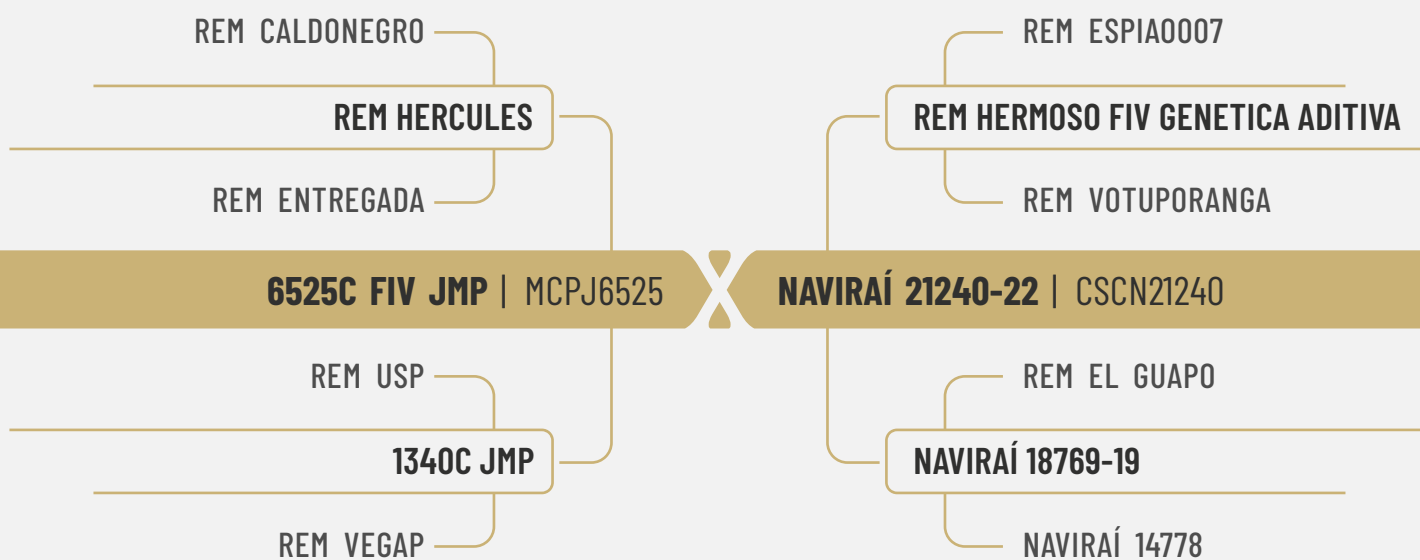 REM CALDONEGRO
REM HERCULES
REM ENTREGADA
6525C FIV JMP | MCPJ6525
REM USP
1340C JMP
REM VEGAP
REM ESPIAO007
REM HERMOSO FIV GENETICA ADITIVA
REM VOTUPORANGA
NAVIRAÍ 21240-22 | CSCN21240
REM EL GUAPO
NAVIRAÍ 18769-19
NAVIRAÍ 14778